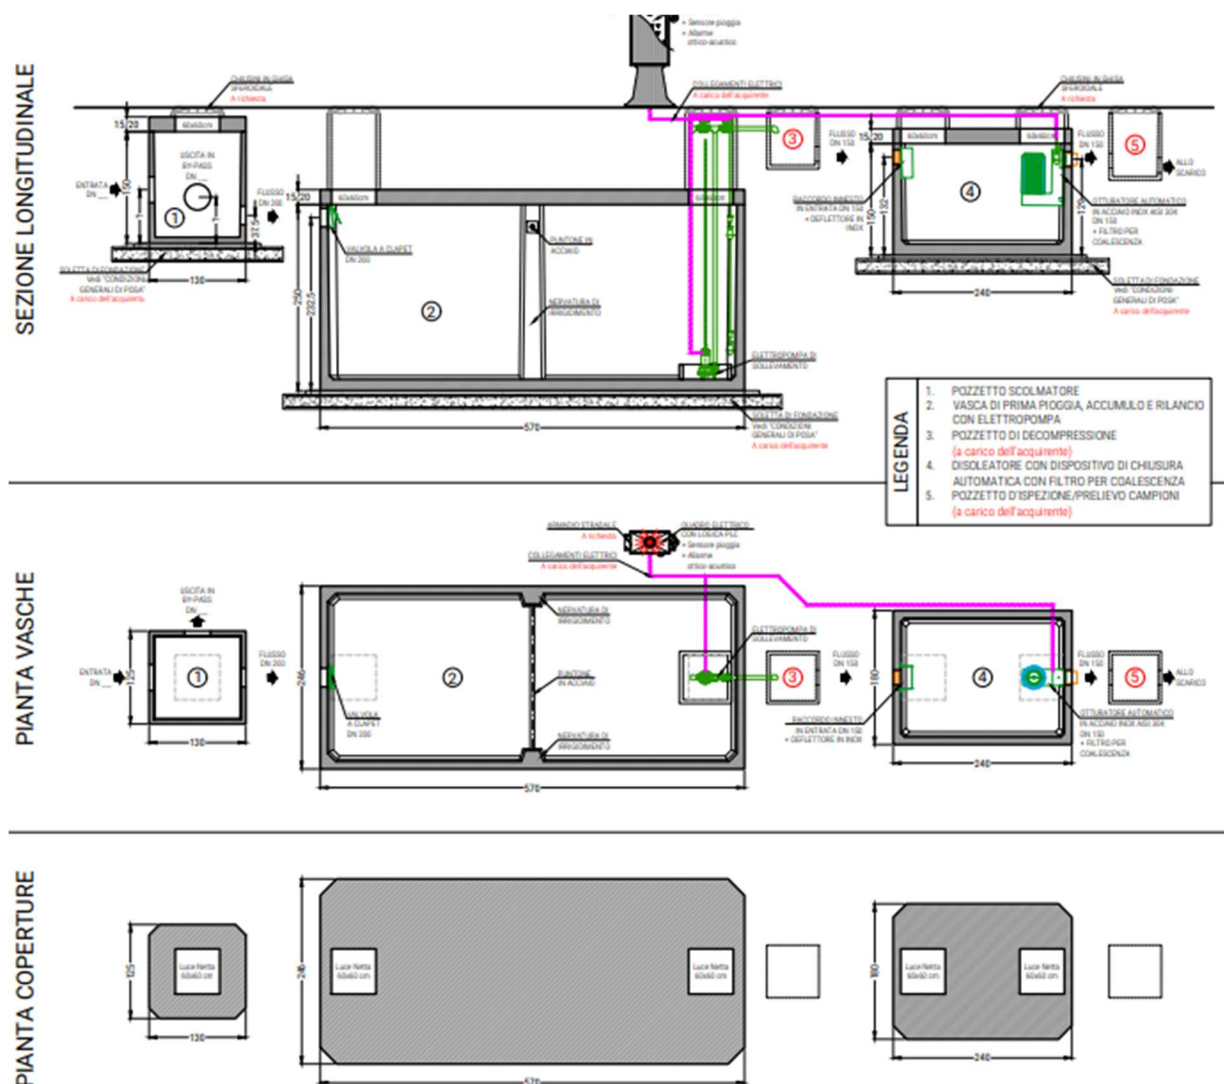 SEZIONE LONGITUDINALE
+ Sensore pioggia
+ Allarme
ottico-acustico
CHIUSINI IN GHISA
SFEROIDALE
A richiesta
COLLEGAMENTI ELETTRICI
A carico dell'acquirente
CHIUSINI IN GHISA
SFEROIDALE
A richiesta
15/20
60x60cm
USCITA IN
BY-PASS
DN __
ENTRATA
DN __
150
1
37.5
FLUSSO
DN 200
130
SOLETTA DI FONDAZIONE
Vedi "CONDIZIONI
GENERALI DI POSA"
A carico dell'acquirente
15/20
60x60cm
60x60cm
VALVOLA A CLAPET
DN 200
PUNTONE IN
ACCIAIO
NERVATURA DI
IRRIGIDIMENTO
2
250
232.5
ELETTROPOMPA DI
SOLLEVAMENTO
570
SOLETTA DI FONDAZIONE
Vedi "CONDIZIONI
GENERALI DI POSA"
A carico dell'acquirente
3
FLUSSO
DN 150
15/20
60x60cm
60x60cm
4
RACCORDO INNESTO
IN ENTRATA DN 150
+ DEFLETTORE IN
INOX
150
132
126
FLUSSO
DN 150
5
ALLO
SCARICO
OTTURATORE AUTOMATICO
IN ACCIAIO INOX AISI 304
DN 150
+ FILTRO PER
COALESCENZA
240
SOLETTA DI FONDAZIONE
Vedi "CONDIZIONI
GENERALI DI POSA"
A carico dell'acquirente
LEGENDA
1. POZZETTO SCOLMATORE
2. VASCA DI PRIMA PIOGGIA, ACCUMULO E RILANCIO
CON ELETTROPOMPA
3. POZZETTO DI DECOMPRESSIONE
(a carico dell'acquirente)
4. DISOLEATORE CON DISPOSITIVO DI CHIUSURA
AUTOMATICA CON FILTRO PER COALESCENZA
5. POZZETTO D'ISPEZIONE/PRELIEVO CAMPIONI
(a carico dell'acquirente)
PIANTA VASCHE
ARMADIO STRADALE
A richiesta
QUADRO ELETTRICO
CON LOGICA PLC
+ Sensore pioggia
+ Allarme
ottico-acustico
COLLEGAMENTI ELETTRICI
A carico dell'acquirente
USCITA IN
BY-PASS
DN __
ENTRATA
DN __
125
1
FLUSSO
DN 200
130
246
2
VALVOLA
A CLAPET
DN 200
NERVATURA DI
IRRIGIDIMENTO
PUNTONE
IN ACCIAIO
NERVATURA DI
IRRIGIDIMENTO
ELETTROPOMPA DI
SOLLEVAMENTO
570
3
FLUSSO
DN 150
RACCORDO INNESTO
IN ENTRATA DN 150
+ DEFLETTORE IN INOX
180
4
FLUSSO
DN 150
5
ALLO
SCARICO
OTTURATORE AUTOMATICO
IN ACCIAIO INOX AISI 304
DN 150
+ FILTRO PER
COALESCENZA
240
PIANTA COPERTURE
125
Luce Netta
60x60 cm
130
246
Luce Netta
60x60 cm
Luce Netta
60x60 cm
570
180
Luce Netta
60x60 cm
Luce Netta
60x60 cm
240